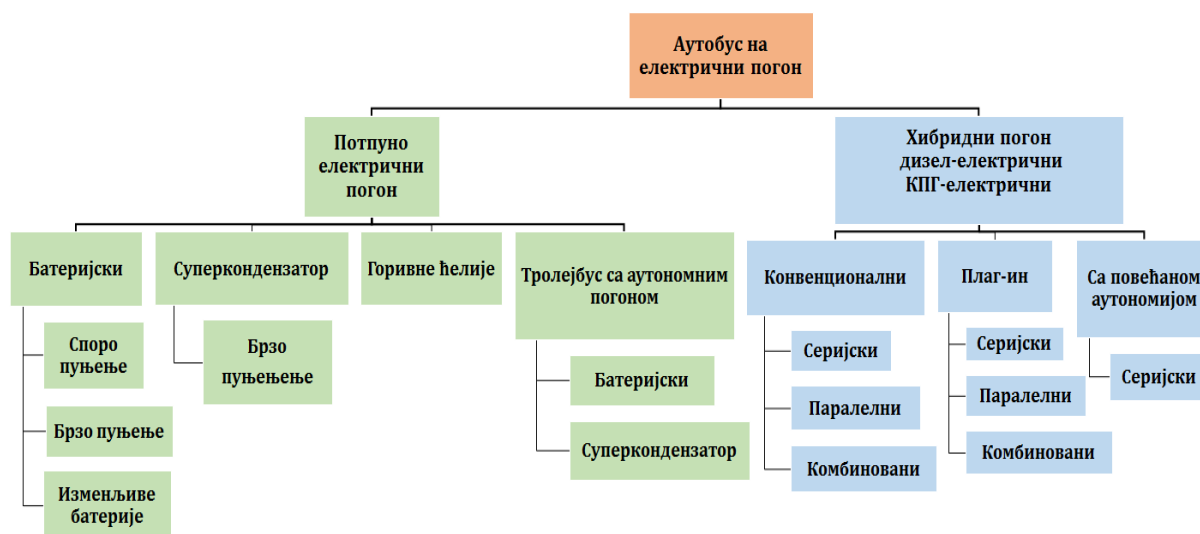 Аутобус на
електрични погон
Потпуно
електрични
погон
Хибридни погон
дизел-електрични
КПГ-електрични
Батеријски
Суперкондензатор
Горивне ћелије
Тролејбус са аутономним
погоном
Конвенционални
Плаг-ин
Са повећаном
аутономијом
Споро
пуњење
Брзо пуњење
Изменљиве
батерије
Брзо
пуњењење
Батеријски
Суперкондензатор
Серијски
Паралелни
Комбиновани
Серијски
Паралелни
Комбиновани
Серијски